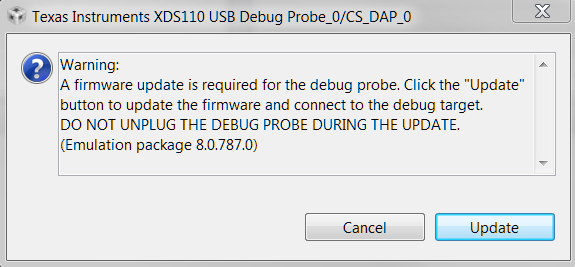 Texas Instruments XDS110 USB Debug Probe_0/CS_DAP_0
Warning:
A firmware update is required for the debug probe. Click the "Update"
button to update the firmware and connect to the debug target.
DO NOT UNPLUG THE DEBUG PROBE DURING THE UPDATE.
(Emulation package 8.0.787.0)
Cancel
Update